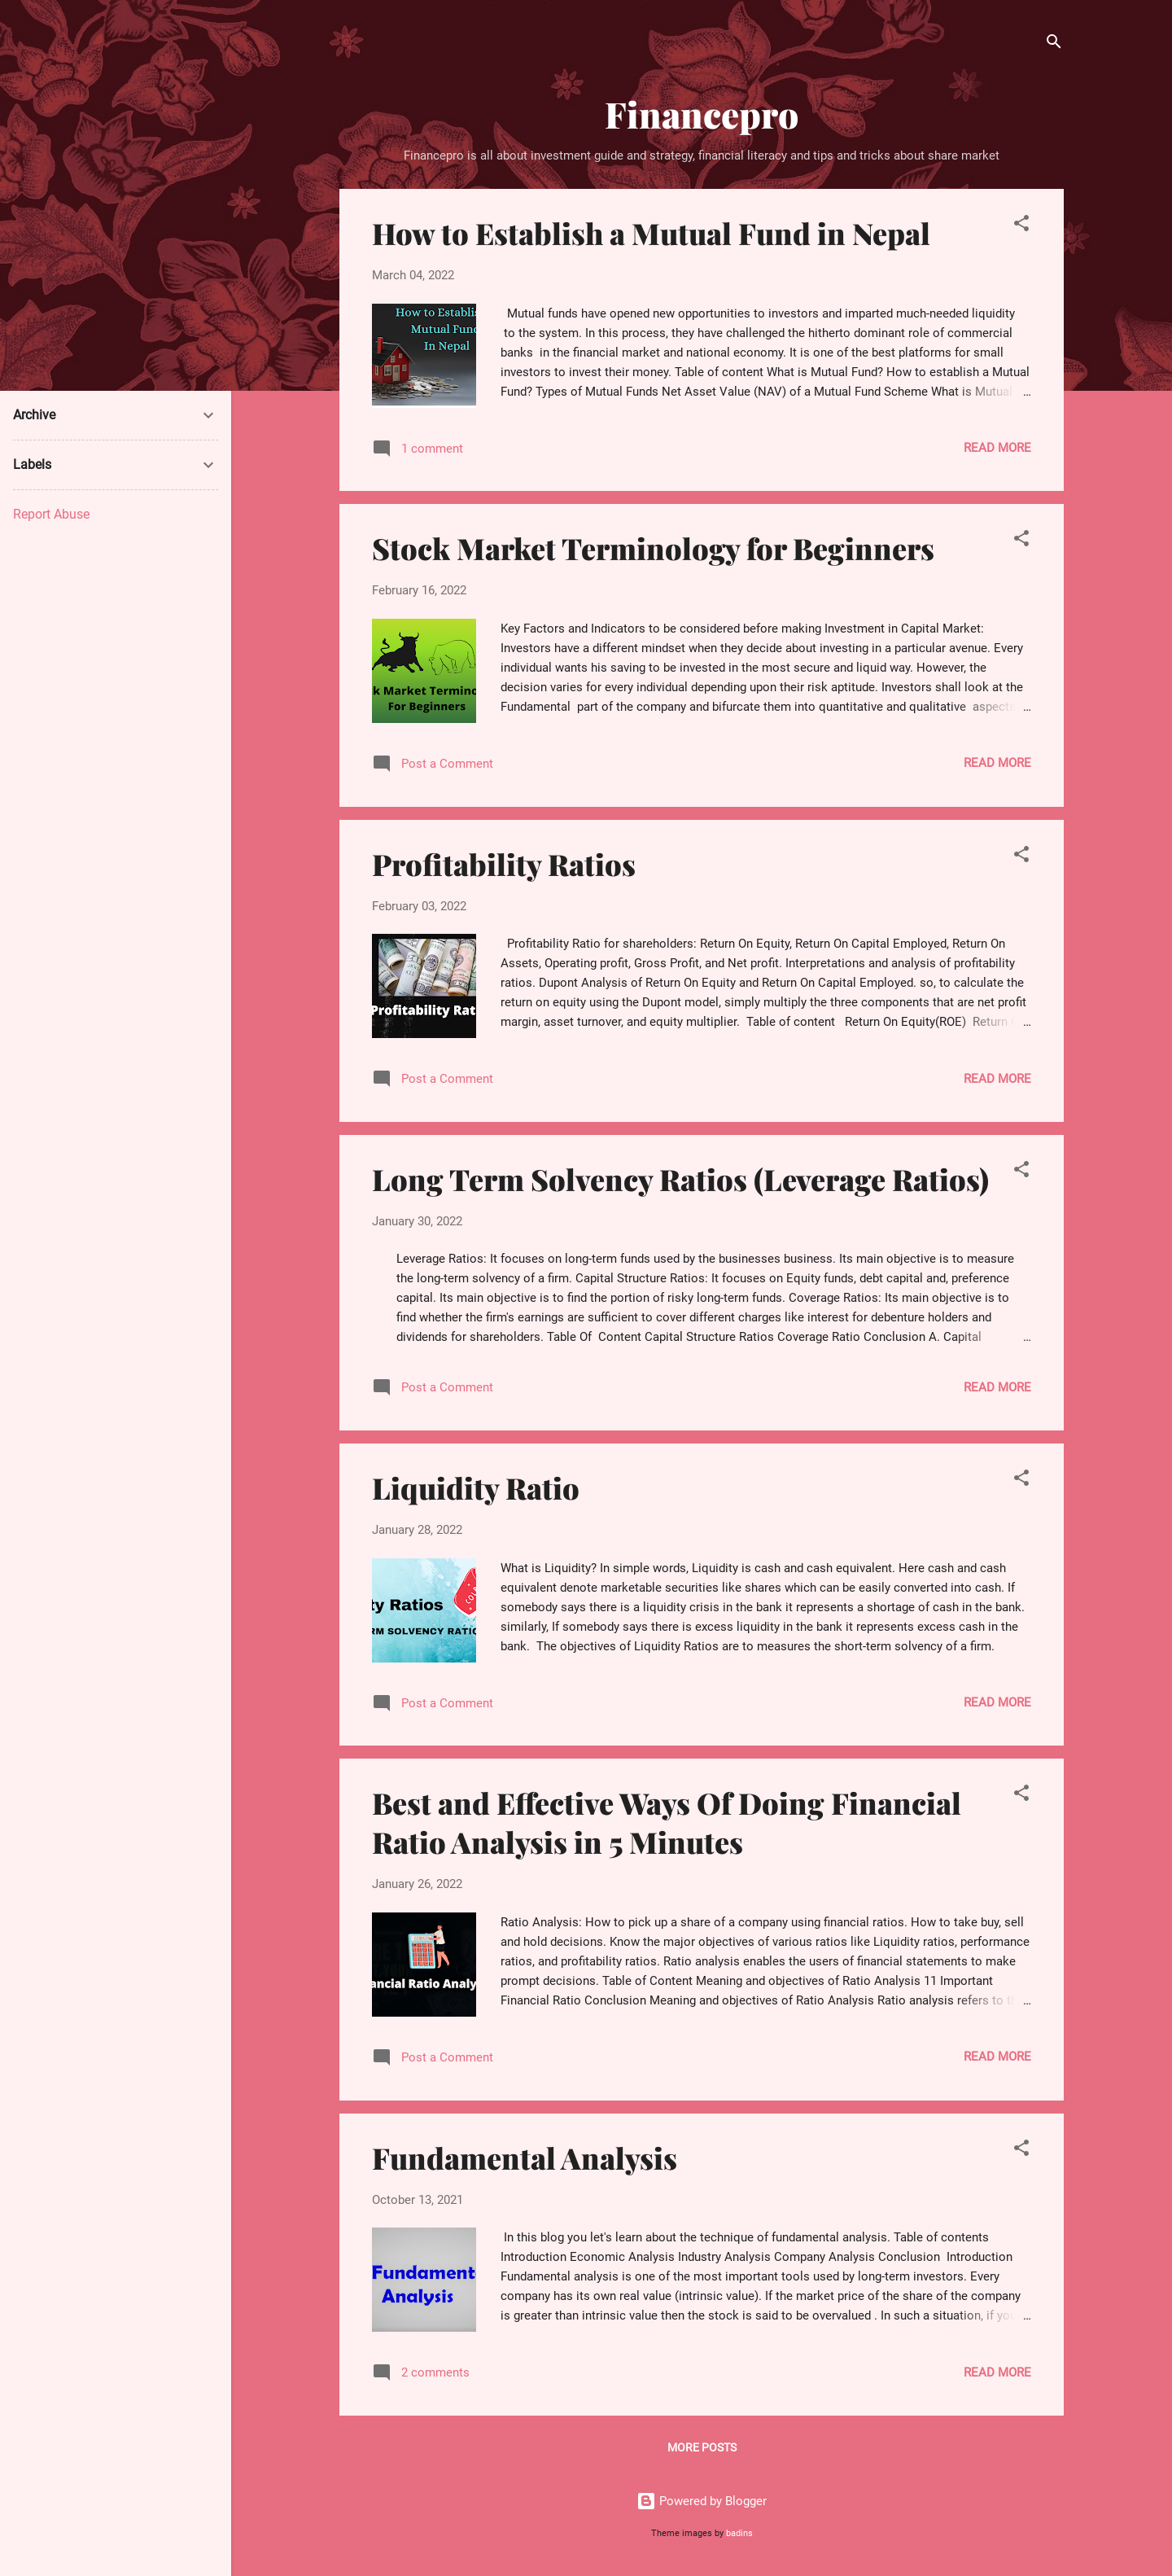 Financepro
Financepro is all about investment guide and strategy, financial literacy and tips and tricks about share market
Archive
Labels
Report Abuse
How to Establish a Mutual Fund in Nepal
March 04, 2022
How to Establis
Mutual Fund
In Nepal
Mutual funds have opened new opportunities to investors and imparted much-needed liquidity
to the system. In this process, they have challenged the hitherto dominant role of commercial
banks in the financial market and national economy. It is one of the best platforms for small
investors to invest their money. Table of content What is Mutual Fund? How to establish a Mutual
Fund? Types of Mutual Funds Net Asset Value (NAV) of a Mutual Fund Scheme What is Mutual ...
1 comment
READ MORE
Stock Market Terminology for Beginners
February 16, 2022
k Market Termino
For Beginners
Key Factors and Indicators to be considered before making Investment in Capital Market:
Investors have a different mindset when they decide about investing in a particular avenue. Every
individual wants his saving to be invested in the most secure and liquid way. However, the
decision varies for every individual depending upon their risk aptitude. Investors shall look at the
Fundamental part of the company and bifurcate them into quantitative and qualitative aspects ...
Post a Comment
READ MORE
Profitability Ratios
February 03, 2022
Profitability Rat
Profitability Ratio for shareholders: Return On Equity, Return On Capital Employed, Return On
Assets, Operating profit, Gross Profit, and Net profit. Interpretations and analysis of profitability
ratios. Dupont Analysis of Return On Equity and Return On Capital Employed. so, to calculate the
return on equity using the Dupont model, simply multiply the three components that are net profit
margin, asset turnover, and equity multiplier. Table of content Return On Equity(ROE) Return ...
Post a Comment
READ MORE
Long Term Solvency Ratios (Leverage Ratios)
January 30, 2022
Leverage Ratios: It focuses on long-term funds used by the businesses business. Its main objective is to measure
the long-term solvency of a firm. Capital Structure Ratios: It focuses on Equity funds, debt capital and, preference
capital. Its main objective is to find the portion of risky long-term funds. Coverage Ratios: Its main objective is to
find whether the firm's earnings are sufficient to cover different charges like interest for debenture holders and
dividends for shareholders. Table Of Content Capital Structure Ratios Coverage Ratio Conclusion A. Capital ...
Post a Comment
READ MORE
Liquidity Ratio
January 28, 2022
ty Ratios
RM SOLVENCY RATIO
What is Liquidity? In simple words, Liquidity is cash and cash equivalent. Here cash and cash
equivalent denote marketable securities like shares which can be easily converted into cash. If
somebody says there is a liquidity crisis in the bank it represents a shortage of cash in the bank.
similarly, If somebody says there is excess liquidity in the bank it represents excess cash in the
bank. The objectives of Liquidity Ratios are to measures the short-term solvency of a firm.
Post a Comment
READ MORE
Best and Effective Ways Of Doing Financial
Ratio Analysis in 5 Minutes
January 26, 2022
ancial Ratio Analy
Ratio Analysis: How to pick up a share of a company using financial ratios. How to take buy, sell
and hold decisions. Know the major objectives of various ratios like Liquidity ratios, performance
ratios, and profitability ratios. Ratio analysis enables the users of financial statements to make
prompt decisions. Table of Content Meaning and objectives of Ratio Analysis 11 Important
Financial Ratio Conclusion Meaning and objectives of Ratio Analysis Ratio analysis refers to ...
Post a Comment
READ MORE
Fundamental Analysis
October 13, 2021
Fundament
Analysis
In this blog you let's learn about the technique of fundamental analysis. Table of contents
Introduction Economic Analysis Industry Analysis Company Analysis Conclusion Introduction
Fundamental analysis is one of the most important tools used by long-term investors. Every
company has its own real value (intrinsic value). If the market price of the share of the company
is greater than intrinsic value then the stock is said to be overvalued . In such a situation, if you ...
2 comments
READ MORE
MORE POSTS
Powered by Blogger
Theme images by badins